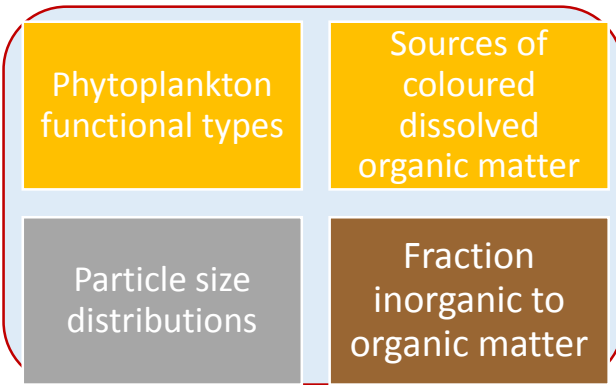 Phytoplankton
functional types
Sources of
coloured
dissolved
organic matter
Particle size
distributions
Fraction
inorganic to
organic matter